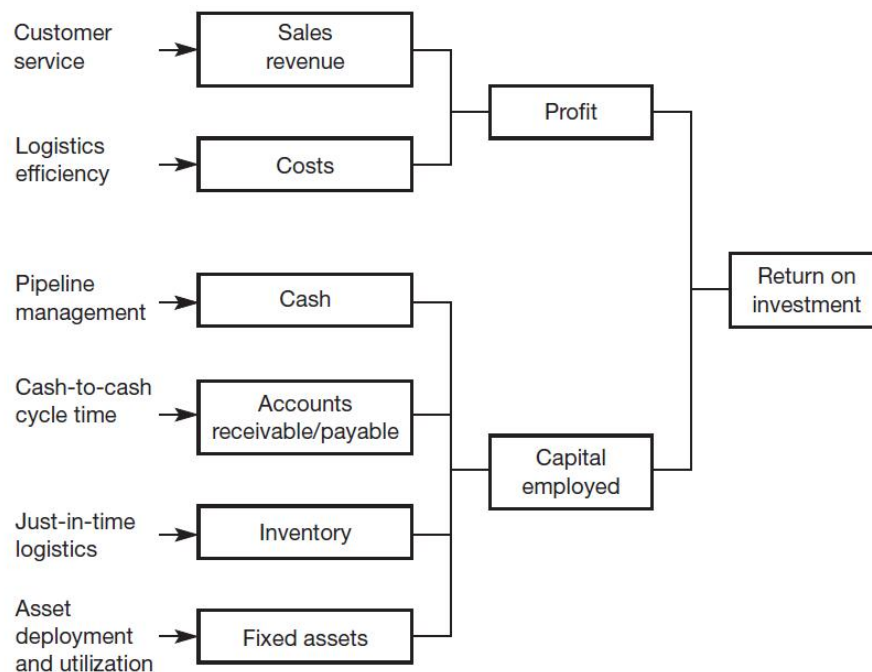 Customer
service
Sales
revenue
Profit
Logistics
efficiency
Costs
Return on
investment
Pipeline
management
Cash
Cash-to-cash
cycle time
Accounts
receivable/payable
Capital
employed
Just-in-time
logistics
Inventory
Asset
deployment
and utilization
Fixed assets